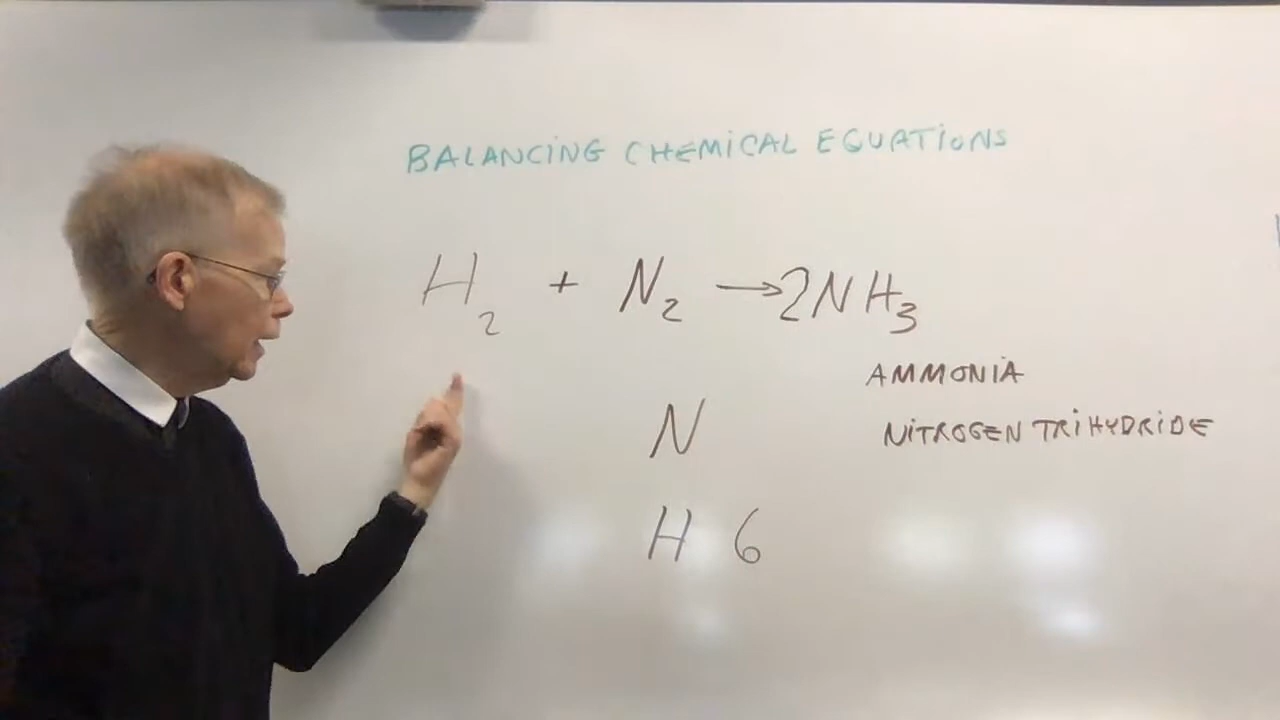 BALANCING CHEMICAL EQUATIONS
H₂ + N₂ → 2NH₃
AMMONIA
NITROGEN TRIHYDRIDE
N
H 6